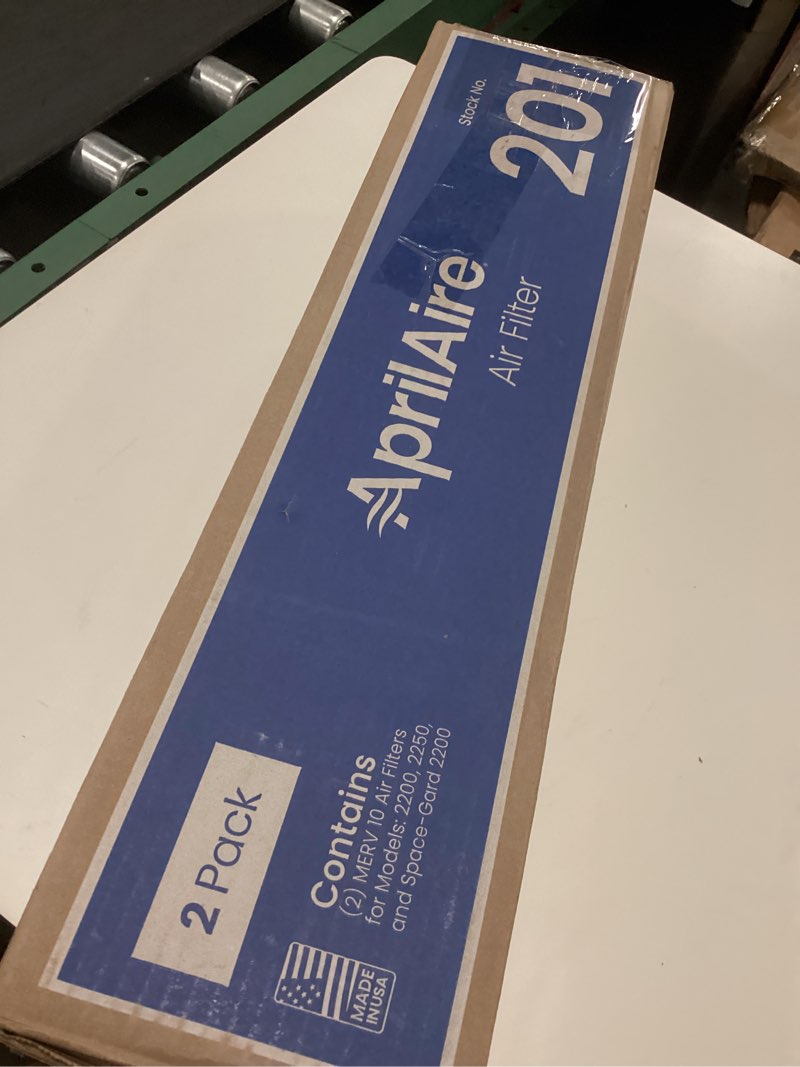 Stock No.
201
AprilAire
Air Filter
2 Pack
Contains
(2) MERV 10 Air Filters
for Models: 2200, 2250,
and Space-Gard 2200
MADE
IN USA